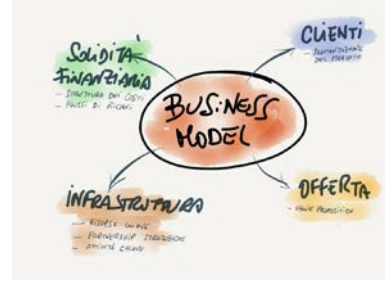 SOLIDITÀ
FINANZIARIA
- STRUTTURA DEI COSTI
- FLUSSI DI RICAVI
CLIENTI
- SEGMENTAZIONE
DEL MERCATO
BUSINESS
MODEL
INFRASTRUTTURA
- RISORSE CHIAVE
- PARTNERSHIP STRATEGICHE
- ATTIVITÀ CHIAVE
OFFERTA
- VALUE PROPOSITION